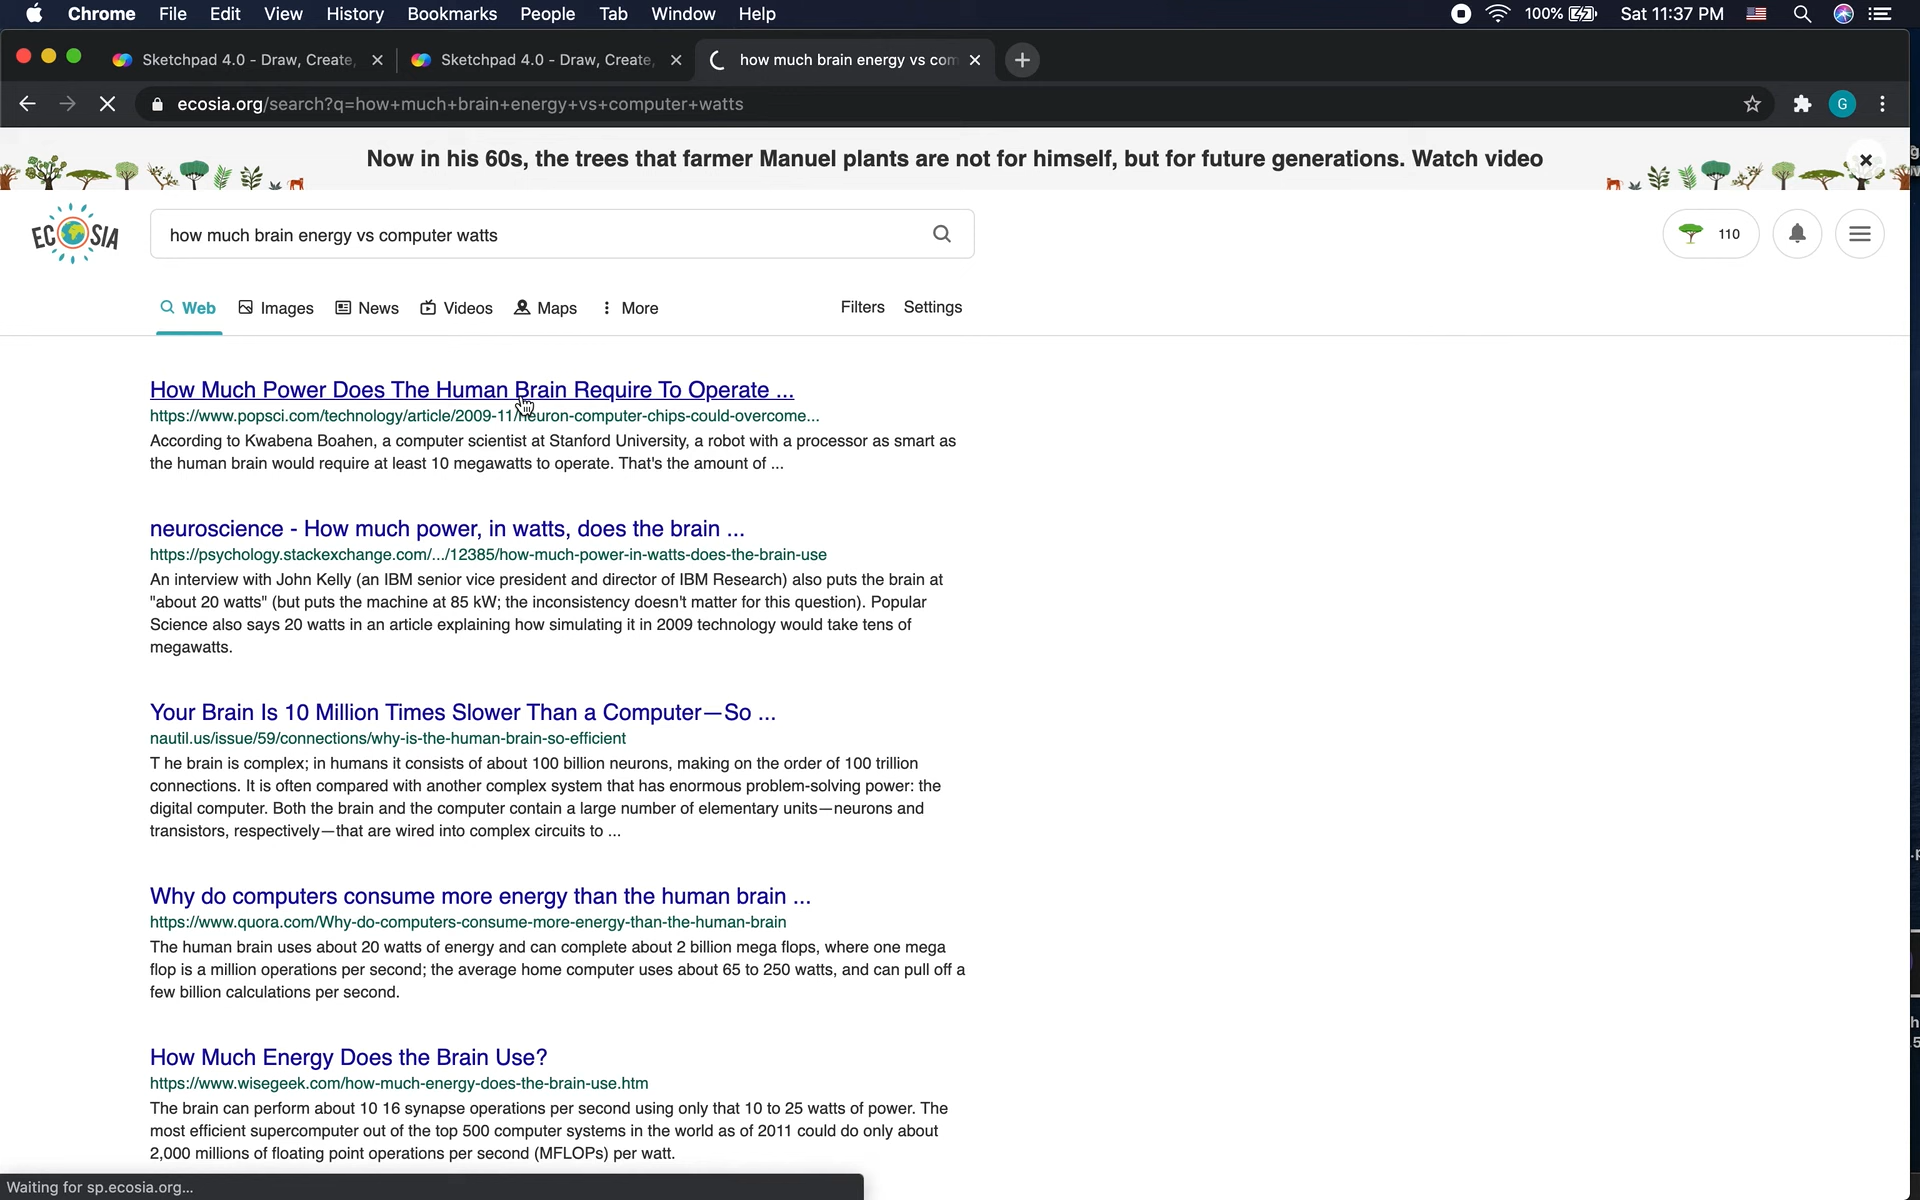 Chrome File Edit View History Bookmarks People Tab Window Help 100% Sat 11:37 PM
Sketchpad 4.0 - Draw, Create, Sketchpad 4.0 - Draw, Create, how much brain energy vs com
ecosia.org/search?q=how+much+brain+energy+vs+computer+watts G
Now in his 60s, the trees that farmer Manuel plants are not for himself, but for future generations. Watch video
ECOSIA how much brain energy vs computer watts 110
Web Images News Videos Maps More Filters Settings
How Much Power Does The Human Brain Require To Operate ...
https://www.popsci.com/technology/article/2009-11/neuron-computer-chips-could-overcome...
According to Kwabena Boahen, a computer scientist at Stanford University, a robot with a processor as smart as
the human brain would require at least 10 megawatts to operate. That's the amount of ...
neuroscience - How much power, in watts, does the brain ...
https://psychology.stackexchange.com/.../12385/how-much-power-in-watts-does-the-brain-use
An interview with John Kelly (an IBM senior vice president and director of IBM Research) also puts the brain at
"about 20 watts" (but puts the machine at 85 kW; the inconsistency doesn't matter for this question). Popular
Science also says 20 watts in an article explaining how simulating it in 2009 technology would take tens of
megawatts.
Your Brain Is 10 Million Times Slower Than a Computer—So ...
nautil.us/issue/59/connections/why-is-the-human-brain-so-efficient
T he brain is complex; in humans it consists of about 100 billion neurons, making on the order of 100 trillion
connections. It is often compared with another complex system that has enormous problem-solving power: the
digital computer. Both the brain and the computer contain a large number of elementary units—neurons and
transistors, respectively—that are wired into complex circuits to ...
Why do computers consume more energy than the human brain ...
https://www.quora.com/Why-do-computers-consume-more-energy-than-the-human-brain
The human brain uses about 20 watts of energy and can complete about 2 billion mega flops, where one mega
flop is a million operations per second; the average home computer uses about 65 to 250 watts, and can pull off a
few billion calculations per second.
How Much Energy Does the Brain Use?
https://www.wisegeek.com/how-much-energy-does-the-brain-use.htm
The brain can perform about 10 16 synapse operations per second using only that 10 to 25 watts of power. The
most efficient supercomputer out of the top 500 computer systems in the world as of 2011 could do only about
2,000 millions of floating point operations per second (MFLOPs) per watt.
Waiting for sp.ecosia.org...